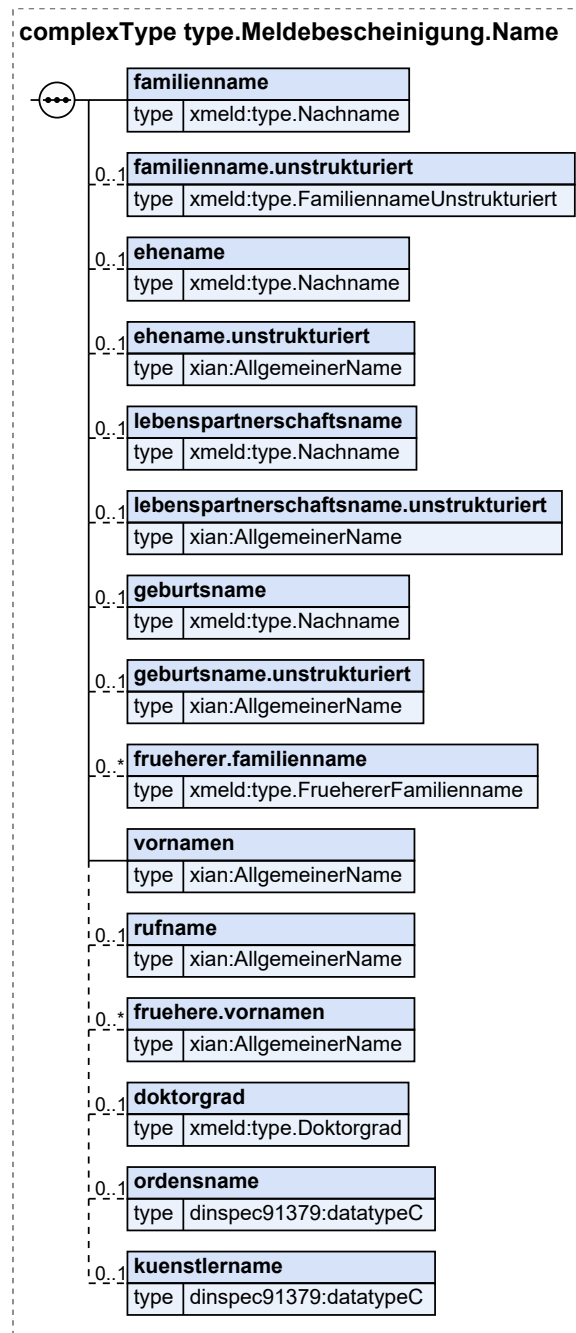 complexType type.Meldebescheinigung.Name
familienname
type xmeld:type.Nachname
0..1 familienname.unstrukturiert
type xmeld:type.FamiliennameUnstrukturiert
0..1 ehename
type xmeld:type.Nachname
0..1 ehename.unstrukturiert
type xian:AllgemeinerName
0..1 lebenspartnerschaftsname
type xmeld:type.Nachname
0..1 lebenspartnerschaftsname.unstrukturiert
type xian:AllgemeinerName
0..1 geburtsname
type xmeld:type.Nachname
0..1 geburtsname.unstrukturiert
type xian:AllgemeinerName
0..* frueherer.familienname
type xmeld:type.FruehererFamilienname
vornamen
type xian:AllgemeinerName
0..1 rufname
type xian:AllgemeinerName
0..* fruehere.vornamen
type xian:AllgemeinerName
0..1 doktorgrad
type xmeld:type.Doktorgrad
0..1 ordensname
type dinspec91379:datatypeC
0..1 kuenstlername
type dinspec91379:datatypeC